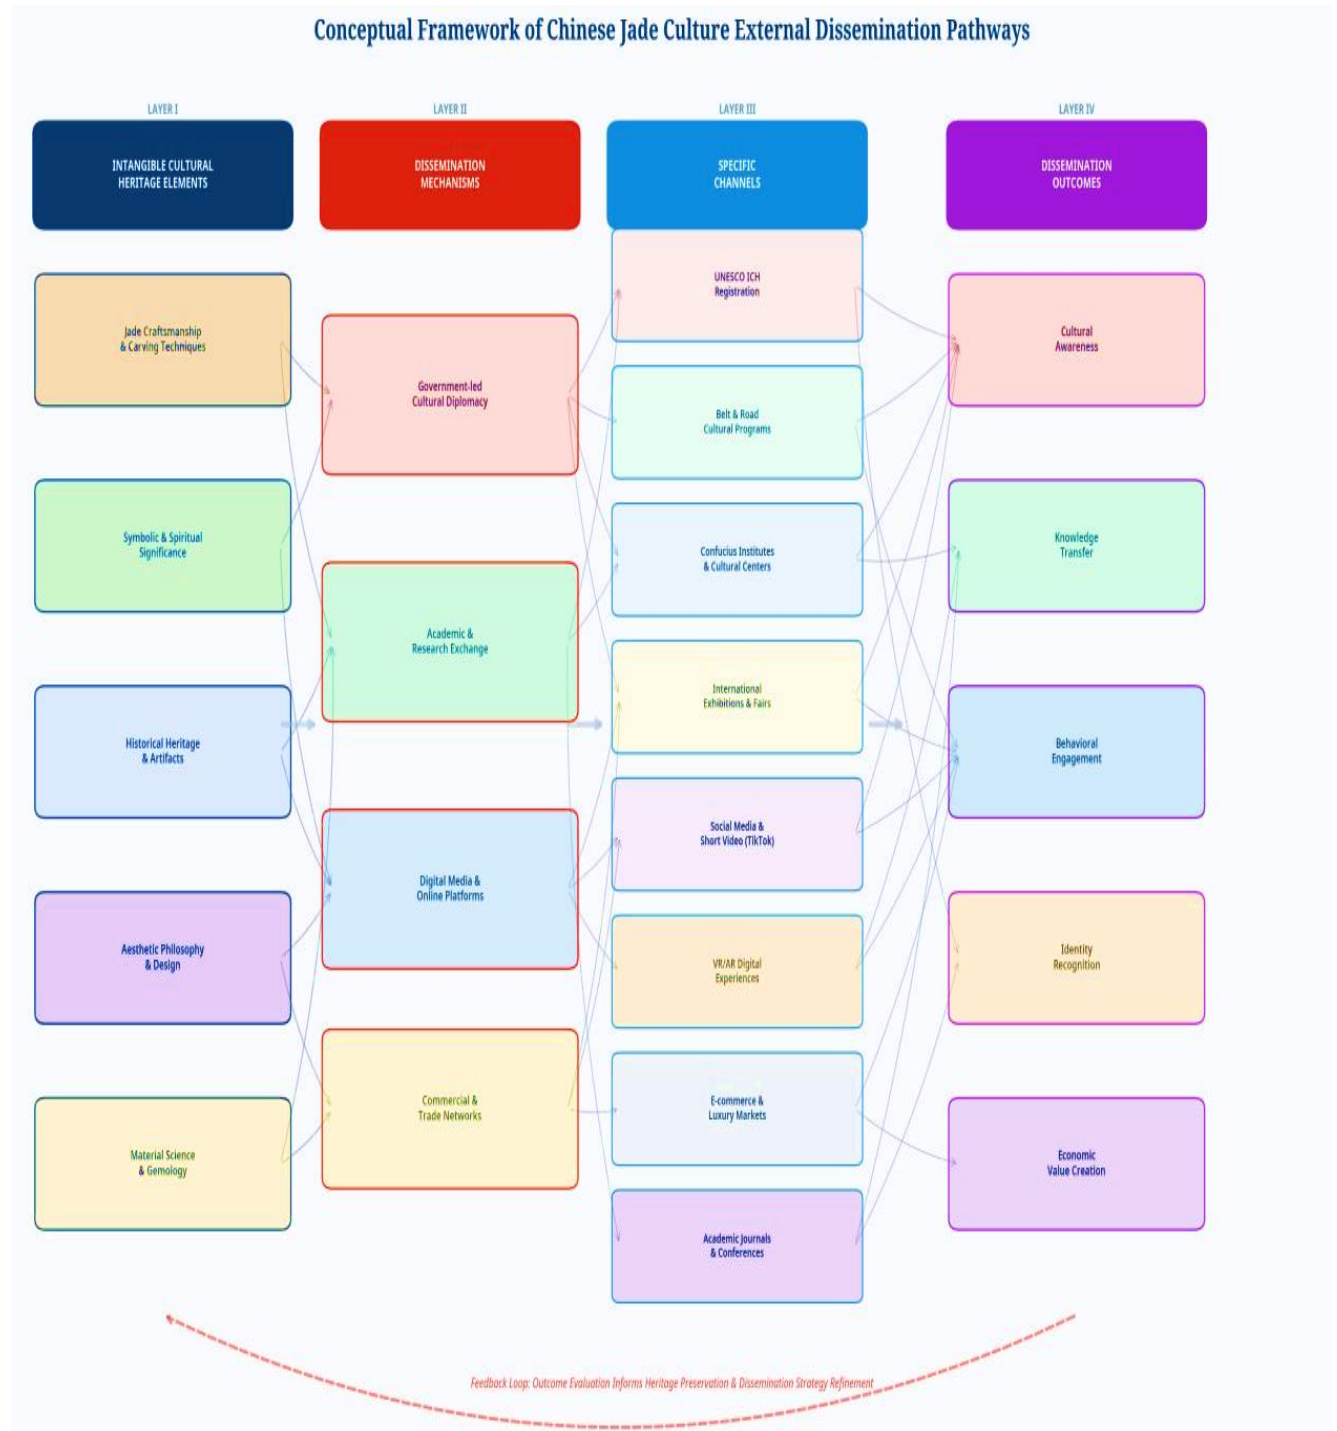 Conceptual Framework of Chinese Jade Culture External Dissemination Pathways
LAYER I
INTANGIBLE CULTURAL
HERITAGE ELEMENTS
Jade Craftsmanship
& Carving Techniques
Symbolic & Spiritual
Significance
Historical Heritage
& Artifacts
Aesthetic Philosophy
& Design
Material Science
& Gemology
LAYER II
DISSEMINATION
MECHANISMS
Government-led
Cultural Diplomacy
Academic &
Research Exchange
Digital Media &
Online Platforms
Commercial &
Trade Networks
LAYER III
SPECIFIC
CHANNELS
UNESCO ICH
Registration
Belt & Road
Cultural Programs
Confucius Institutes
& Cultural Centers
International
Exhibitions & Fairs
Social Media &
Short Video (TikTok)
VR/AR Digital
Experiences
E-commerce &
Luxury Markets
Academic Journals
& Conferences
LAYER IV
DISSEMINATION
OUTCOMES
Cultural
Awareness
Knowledge
Transfer
Behavioral
Engagement
Identity
Recognition
Economic
Value Creation
Feedback Loop: Outcome Evaluation Informs Heritage Preservation & Dissemination Strategy Refinement